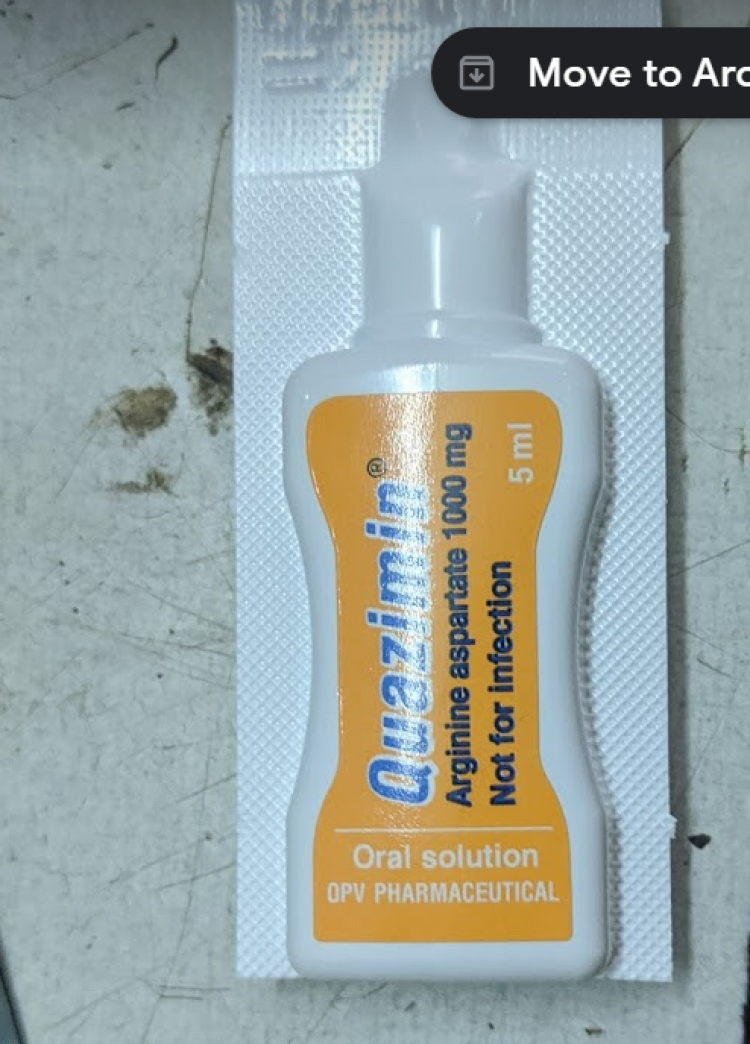 Move to Arc
Quazimin®
Arginine aspartate 1000 mg
Not for infection
5 ml
Oral solution
OPV PHARMACEUTICAL